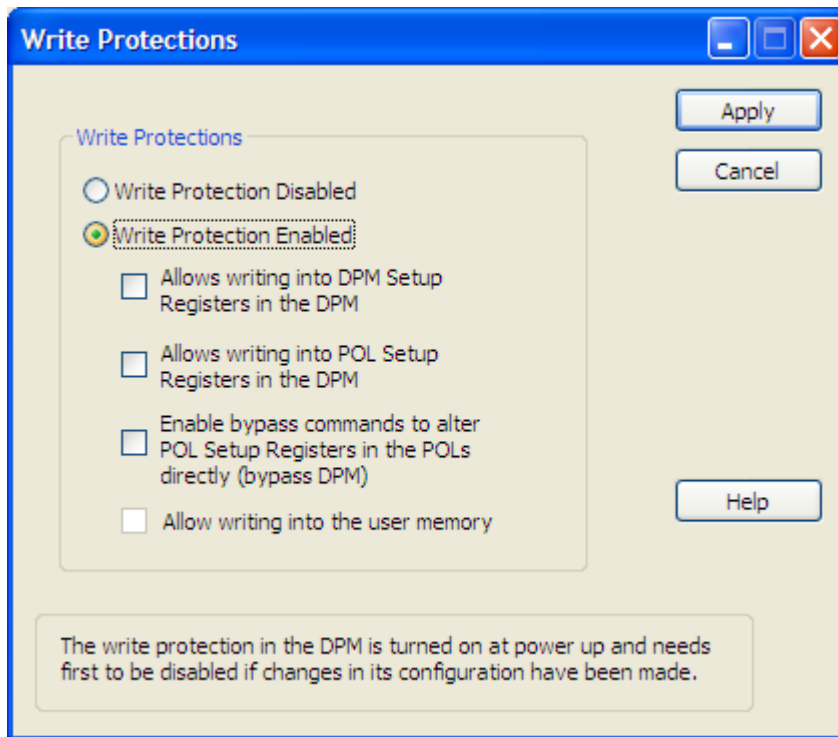 Write Protections
Apply
Write Protections
Cancel
Write Protection Disabled
Write Protection Enabled
Allows writing into DPM Setup
Registers in the DPM
Allows writing into POL Setup
Registers in the DPM
Enable bypass commands to alter
POL Setup Registers in the POLs
directly (bypass DPM)
Help
Allow writing into the user memory
The write protection in the DPM is turned on at power up and needs
first to be disabled if changes in its configuration have been made.